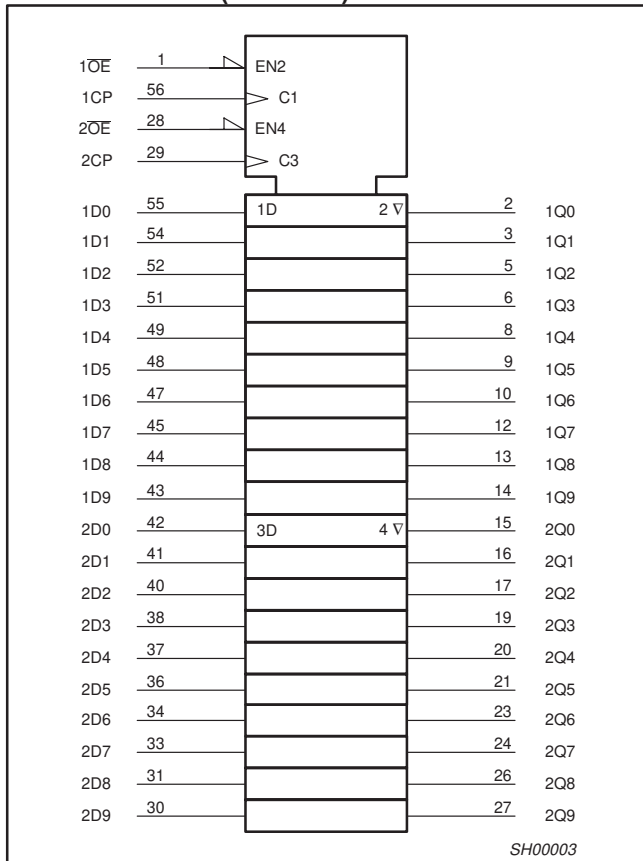 1O̅E̅ 1 EN2
1CP 56 C1
2O̅E̅ 28 EN4
2CP 29 C3
1D0 55 1D 2 ∇ 2 1Q0
1D1 54 3 1Q1
1D2 52 5 1Q2
1D3 51 6 1Q3
1D4 49 8 1Q4
1D5 48 9 1Q5
1D6 47 10 1Q6
1D7 45 12 1Q7
1D8 44 13 1Q8
1D9 43 14 1Q9
2D0 42 3D 4 ∇ 15 2Q0
2D1 41 16 2Q1
2D2 40 17 2Q2
2D3 38 19 2Q3
2D4 37 20 2Q4
2D5 36 21 2Q5
2D6 34 23 2Q6
2D7 33 24 2Q7
2D8 31 26 2Q8
2D9 30 27 2Q9
SH00003